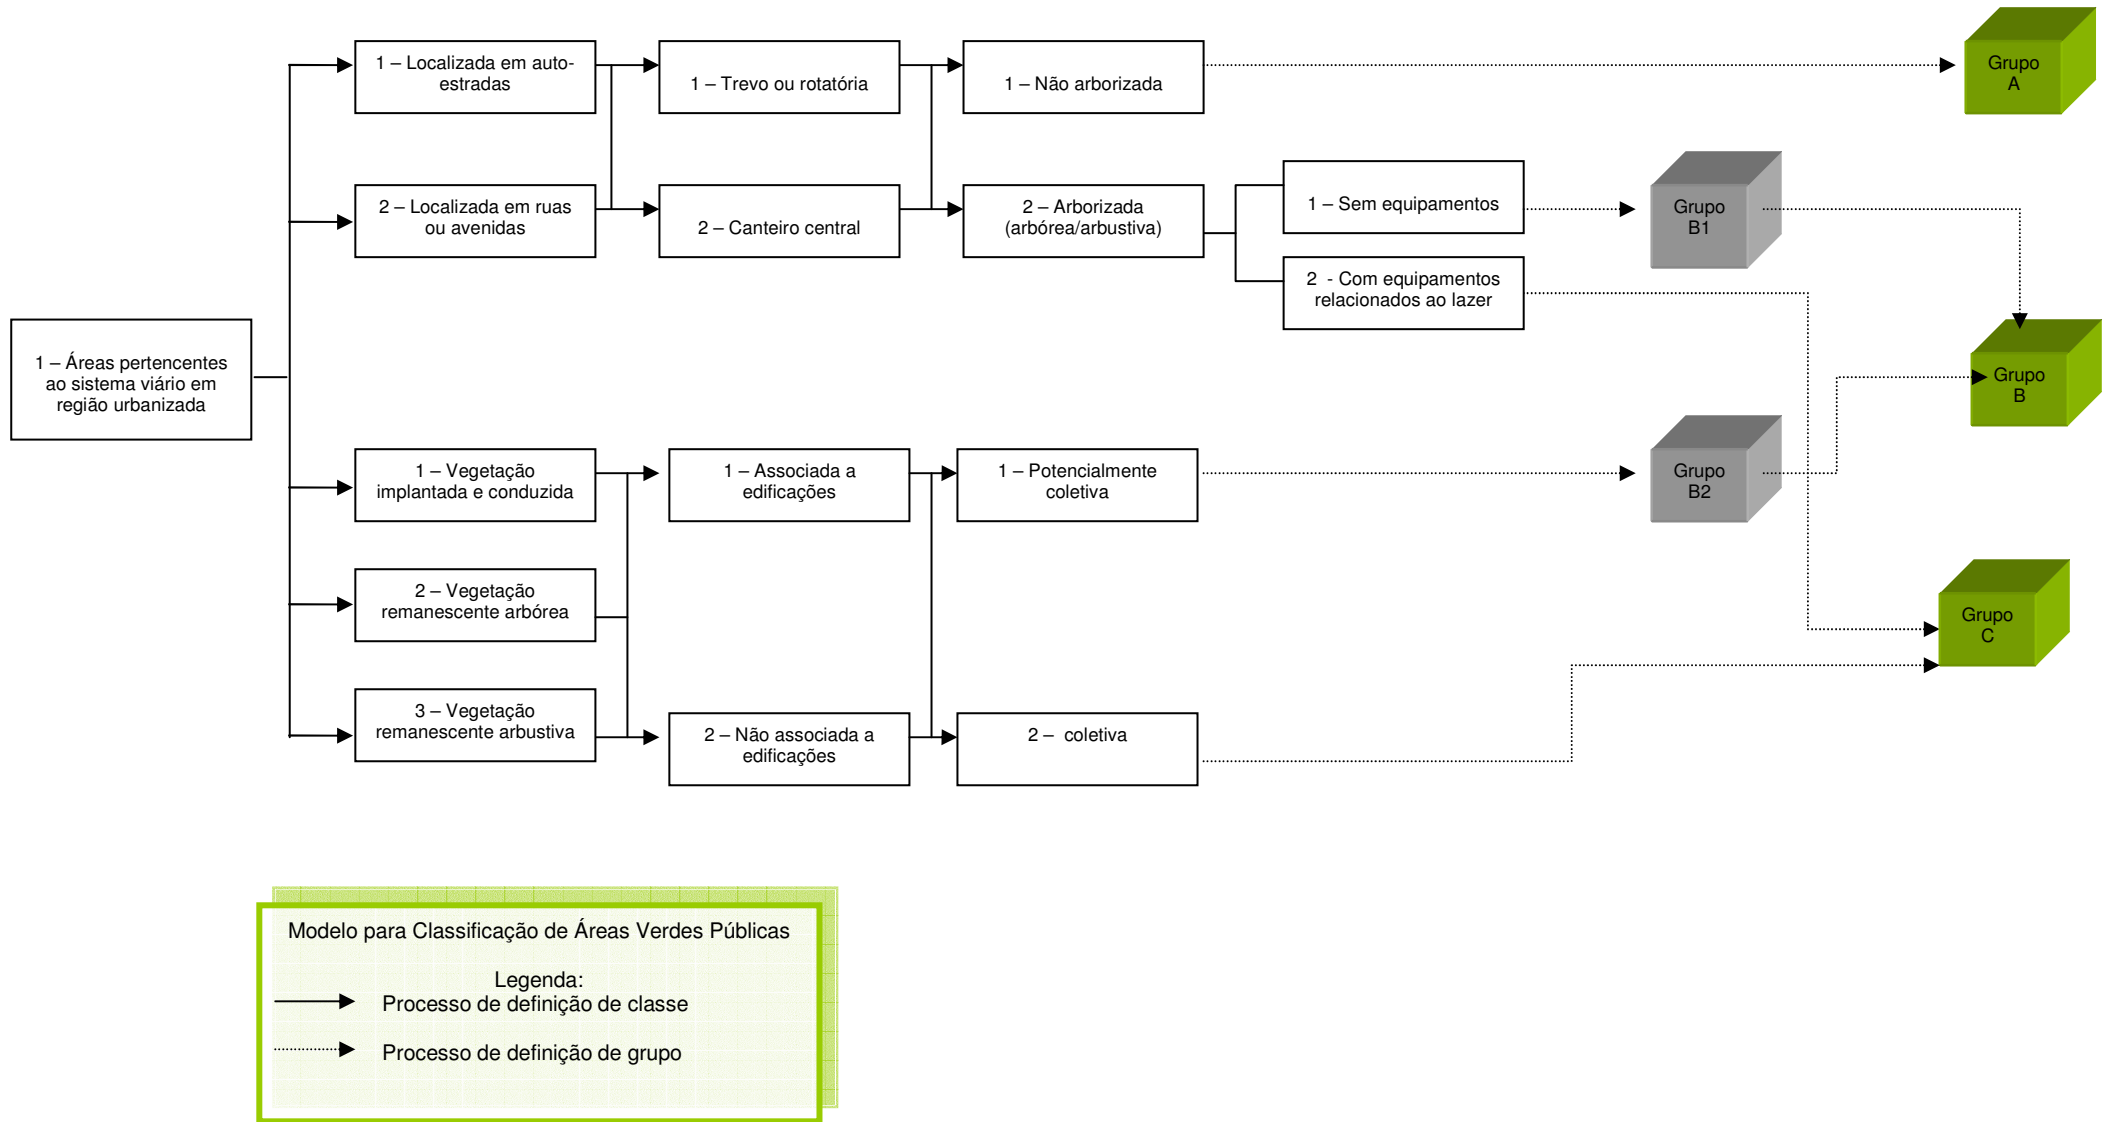 1 – Localizada em auto-
estradas
1 – Trevo ou rotatória
1 – Não arborizada
Grupo
A
2 – Localizada em ruas
ou avenidas
2 – Canteiro central
2 – Arborizada
(arbórea/arbustiva)
1 – Sem equipamentos
Grupo
B1
2 - Com equipamentos
relacionados ao lazer
1 – Áreas pertencentes
ao sistema viário em
região urbanizada
Grupo
B
1 – Vegetação
implantada e conduzida
1 – Associada a
edificações
1 – Potencialmente
coletiva
Grupo
B2
2 – Vegetação
remanescente arbórea
Grupo
C
3 – Vegetação
remanescente arbustiva
2 – Não associada a
edificações
2 – coletiva
Modelo para Classificação de Áreas Verdes Públicas
Legenda:
Processo de definição de classe
Processo de definição de grupo